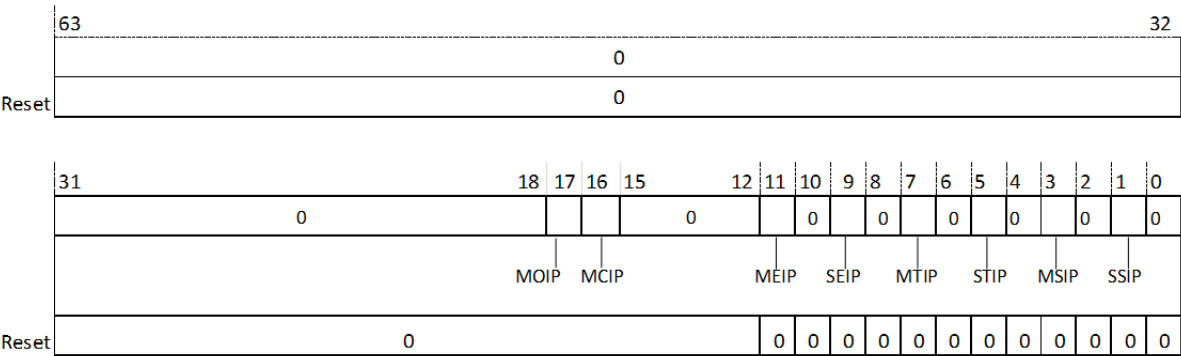 63 32
0
Reset 0
31 18 17 16 15 12 11 10 9 8 7 6 5 4 3 2 1 0
0 0 0 0 0 0 0 0
MOIP MCIP MEIP SEIP MTIP STIP MSIP SSIP
Reset 0 0 0 0 0 0 0 0 0 0 0 0 0